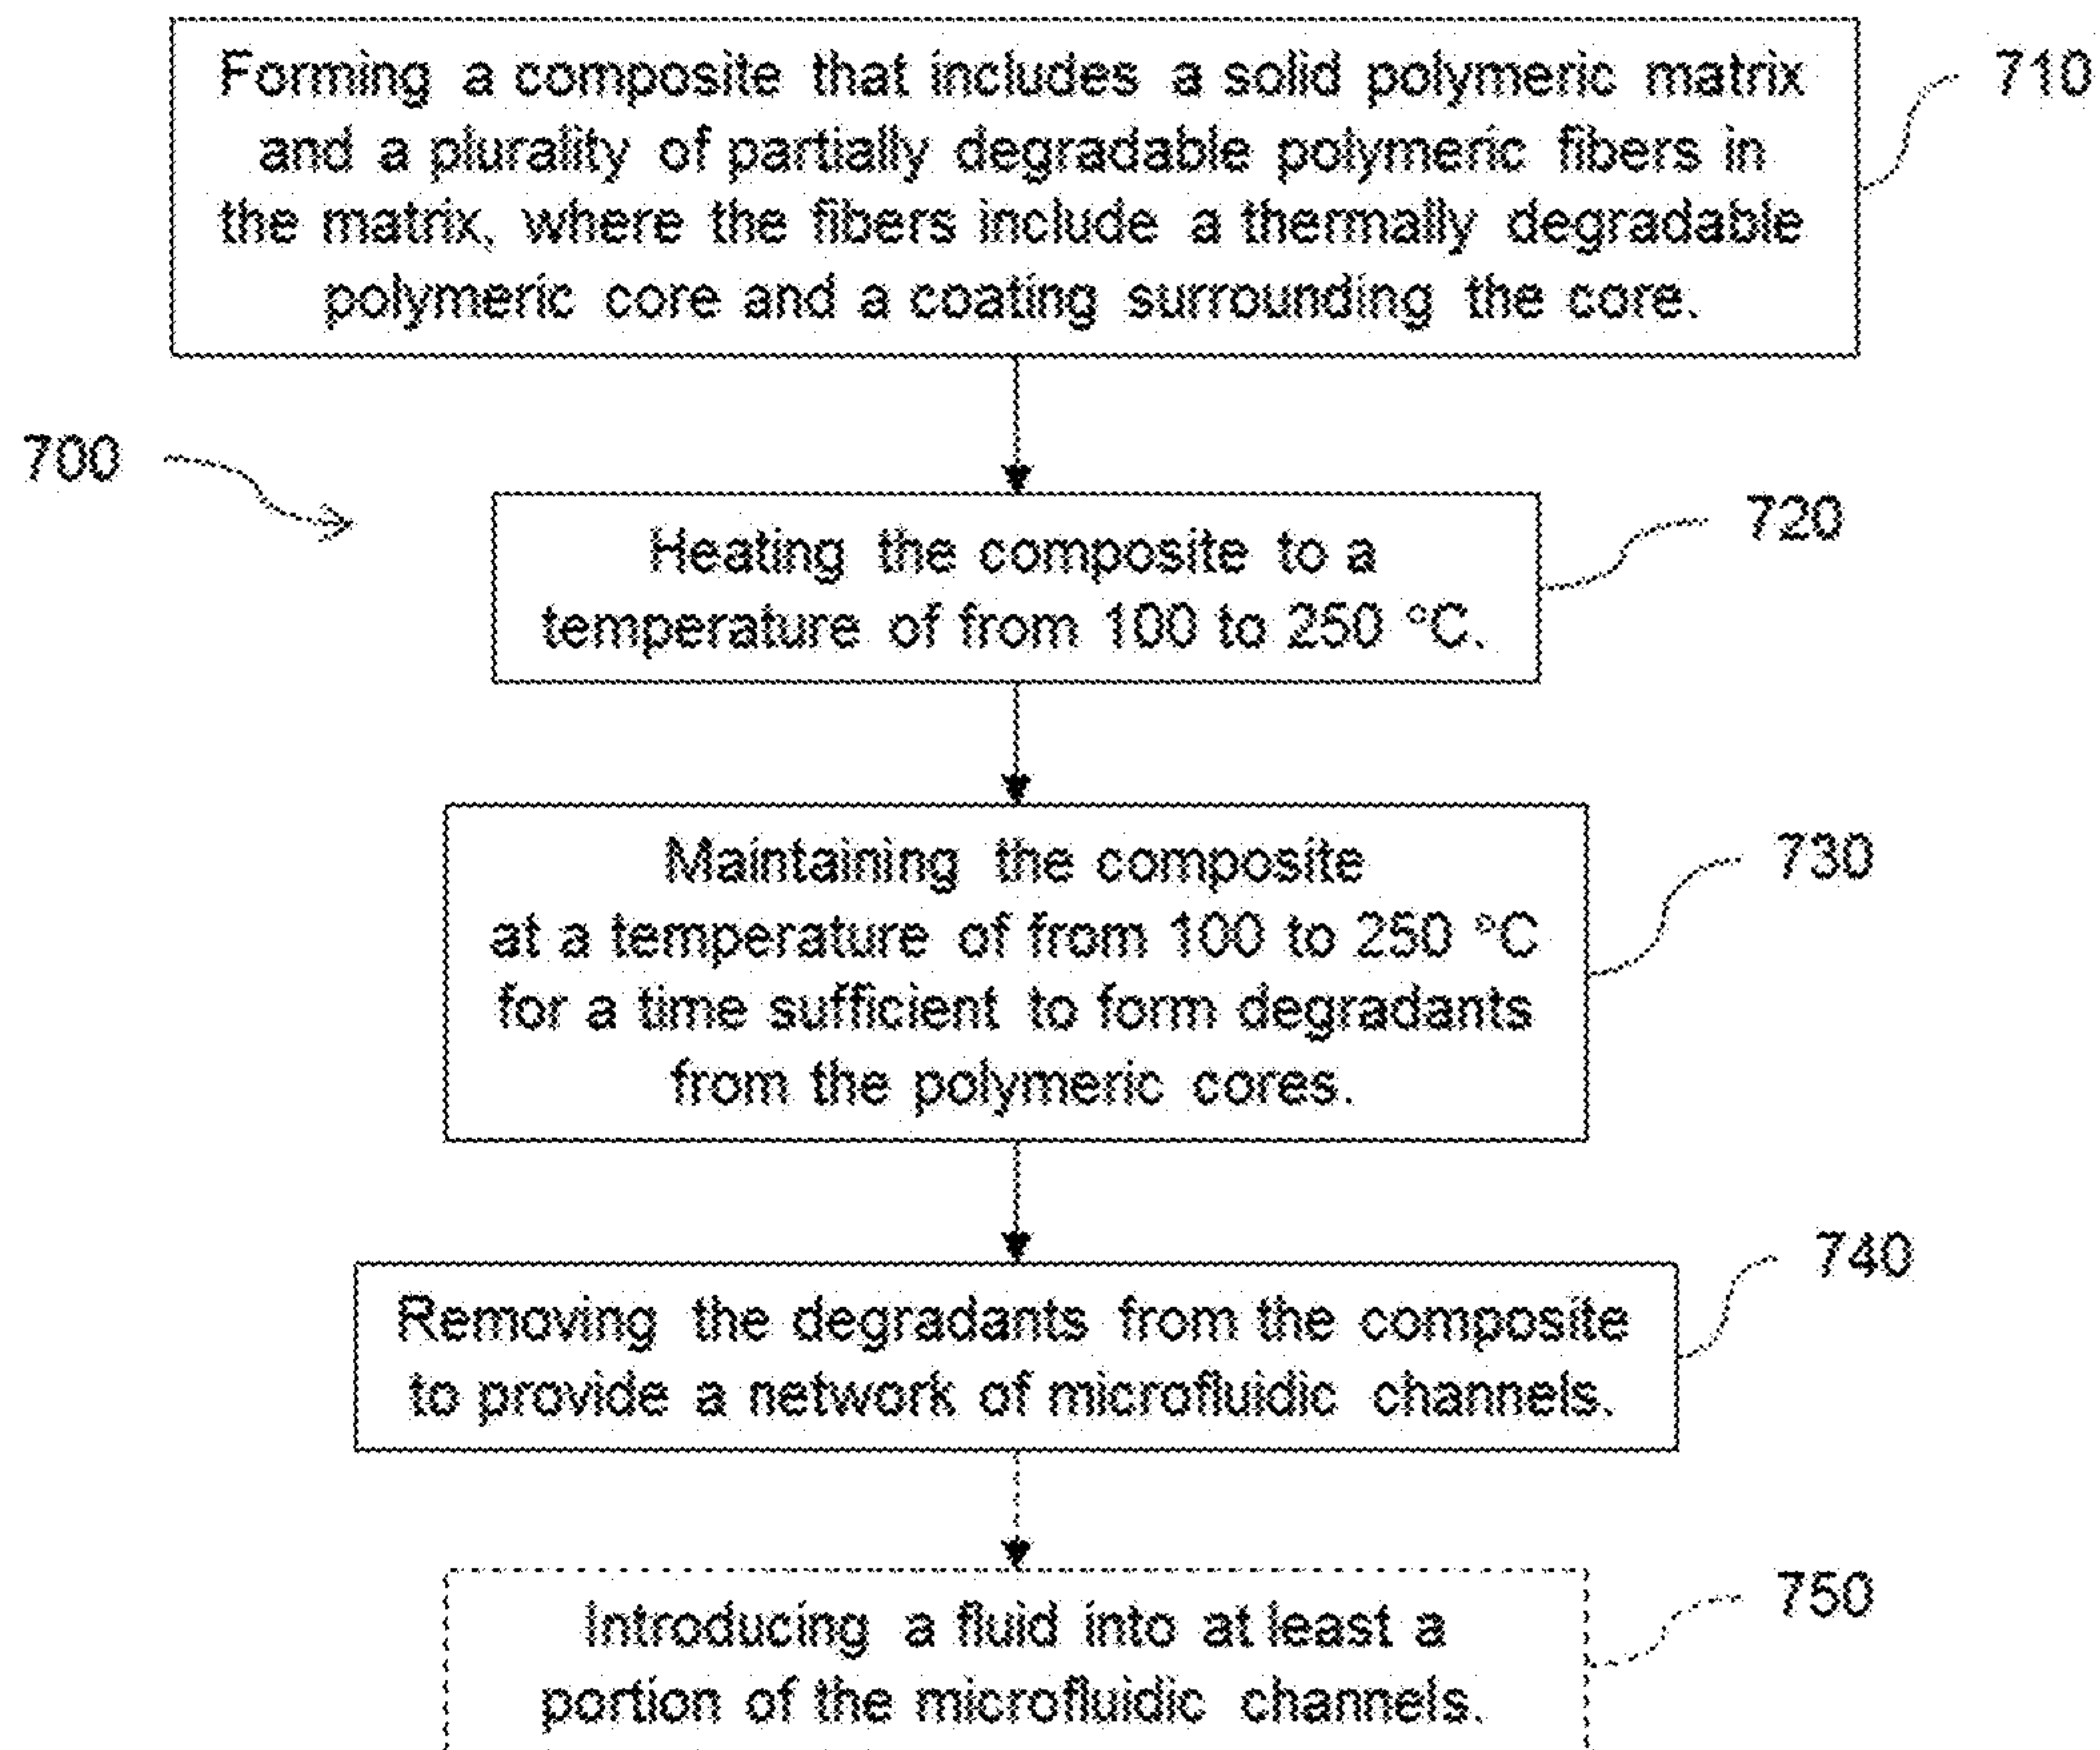 Forming a composite that includes a solid polymeric matrix
and a plurality of partially degradable polymeric fibers in
the matrix, where the fibers include a thermally degradable
polymeric core and a coating surrounding the core.
710
700
Heating the composite to a
temperature of from 100 to 250 °C.
720
Maintaining the composite
at a temperature of from 100 to 250 °C
for a time sufficient to form degradants
from the polymeric cores.
730
Removing the degradants from the composite
to provide a network of microfluidic channels.
740
Introducing a fluid into at least a
portion of the microfluidic channels.
750